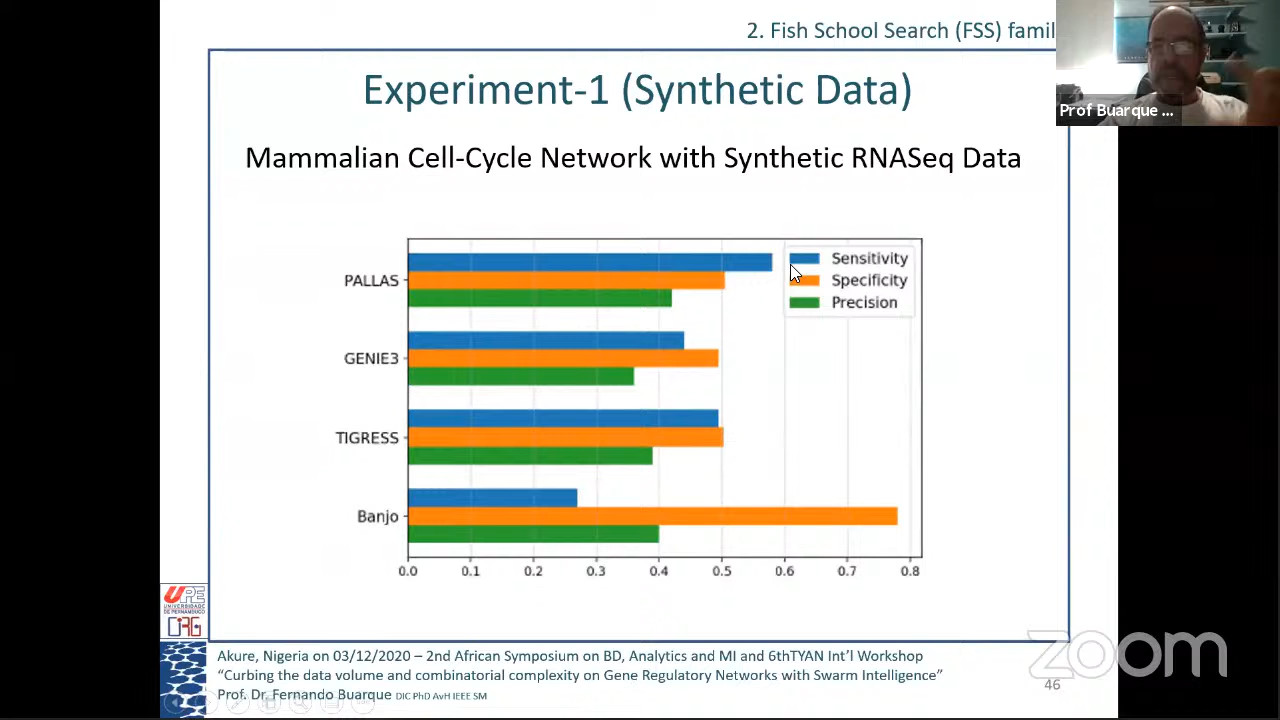 2. Fish School Search (FSS) famil
Prof Buarque ...
Experiment-1 (Synthetic Data)
Mammalian Cell-Cycle Network with Synthetic RNASeq Data
Sensitivity
Specificity
Precision
PALLAS
GENIE3
TIGRESS
Banjo
0.0 0.1 0.2 0.3 0.4 0.5 0.6 0.7 0.8
UPE
UNIVERSIDADE
DE PERNAMBUCO
Akure, Nigeria on 03/12/2020 – 2nd African Symposium on BD, Analytics and MI and 6thTYAN Int'l Workshop
“Curbing the data volume and combinatorial complexity on Gene Regulatory Networks with Swarm Intelligence”
Prof. Dr. Fernando Buarque DIC PhD AvH IEEE SM
46
zoom